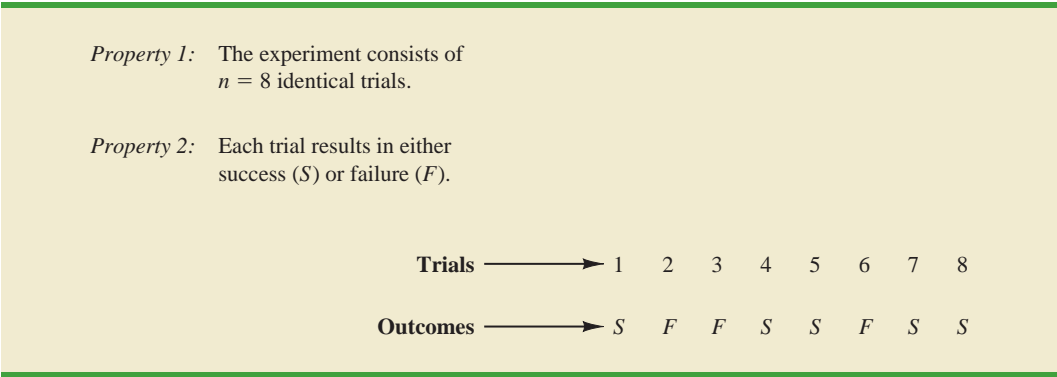 Property 1: The experiment consists of
n = 8 identical trials.
Property 2: Each trial results in either
success (S) or failure (F).
Trials 1 2 3 4 5 6 7 8
Outcomes S F F S S F S S